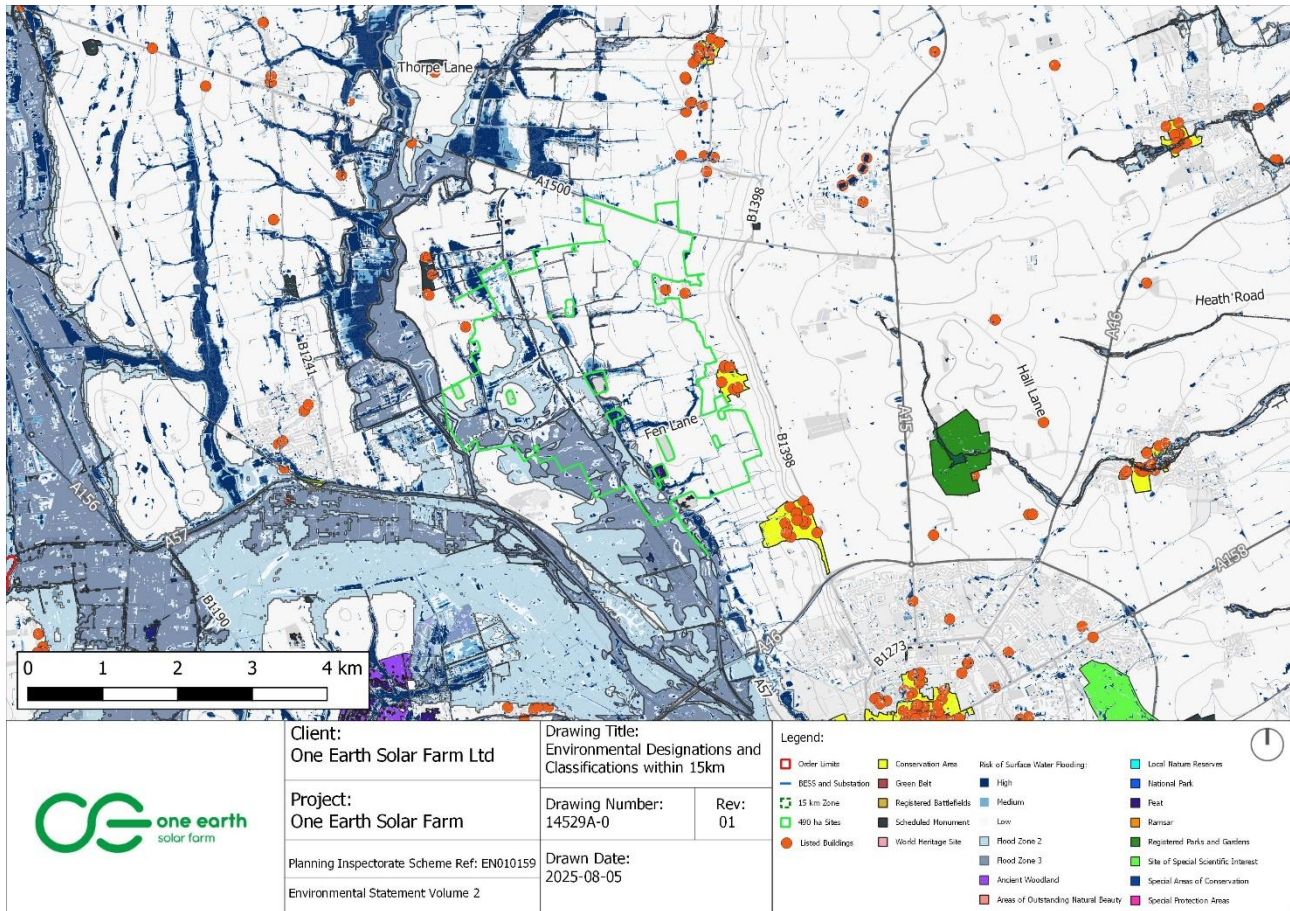 Thorpe Lane
A1500
B1398
Heath Road
B1241
A46
Hall Lane
A15
Fen Lane
B1398
A156
A57
A158
B1190
A46
B1273
A57
0 1 2 3 4 km
one earth
solar farm
Client:
One Earth Solar Farm Ltd
Project:
One Earth Solar Farm
Planning Inspectorate Scheme Ref: EN010159
Environmental Statement Volume 2
Drawing Title:
Environmental Designations and
Classifications within 15km
Drawing Number:
14529A-0
Rev:
01
Drawn Date:
2025-08-05
Legend:
Order Limits
BESS and Substation
15 km Zone
490 ha Sites
Listed Buildings
Conservation Area
Green Belt
Registered Battlefields
Scheduled Monument
World Heritage Site
Risk of Surface Water Flooding:
High
Medium
Low
Flood Zone 2
Flood Zone 3
Ancient Woodland
Areas of Outstanding Natural Beauty
Local Nature Reserves
National Park
Peat
Ramsar
Registered Parks and Gardens
Site of Special Scientific Interest
Special Areas of Conservation
Special Protection Areas